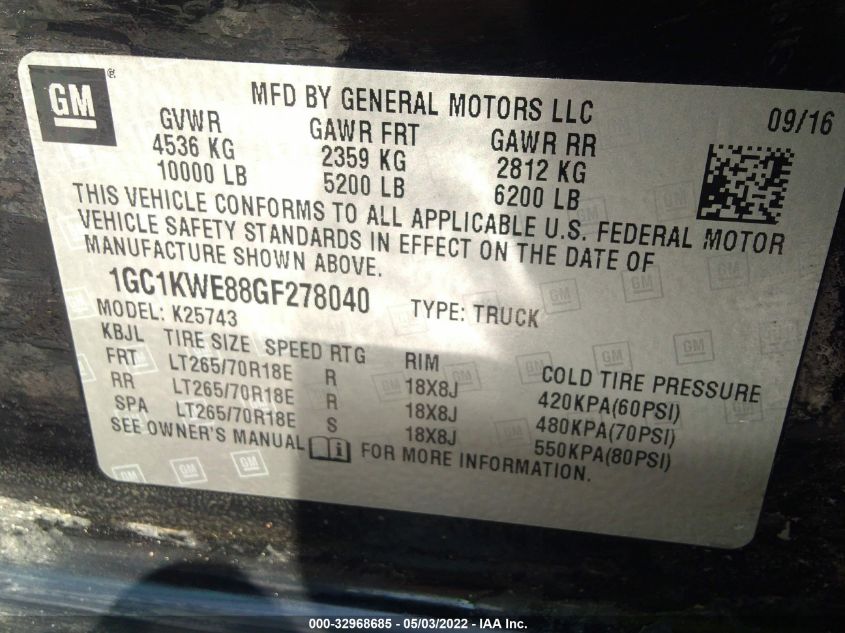 GM ®
MFD BY GENERAL MOTORS LLC 09/16
GVWR GAWR FRT GAWR RR
4536 KG 2359 KG 2812 KG
10000 LB 5200 LB 6200 LB
THIS VEHICLE CONFORMS TO ALL APPLICABLE U.S. FEDERAL MOTOR
VEHICLE SAFETY STANDARDS IN EFFECT ON THE DATE OF
MANUFACTURE SHOWN ABOVE.
1GC1KWE88GF278040 TYPE: TRUCK
MODEL: K25743
KBJL TIRE SIZE SPEED RTG RIM COLD TIRE PRESSURE
FRT LT265/70R18E R 18X8J 420KPA(60PSI)
RR LT265/70R18E R 18X8J 480KPA(70PSI)
SPA LT265/70R18E S 18X8J 550KPA(80PSI)
SEE OWNER'S MANUAL i FOR MORE INFORMATION.
000-32968685 - 05/03/2022 - IAA Inc.